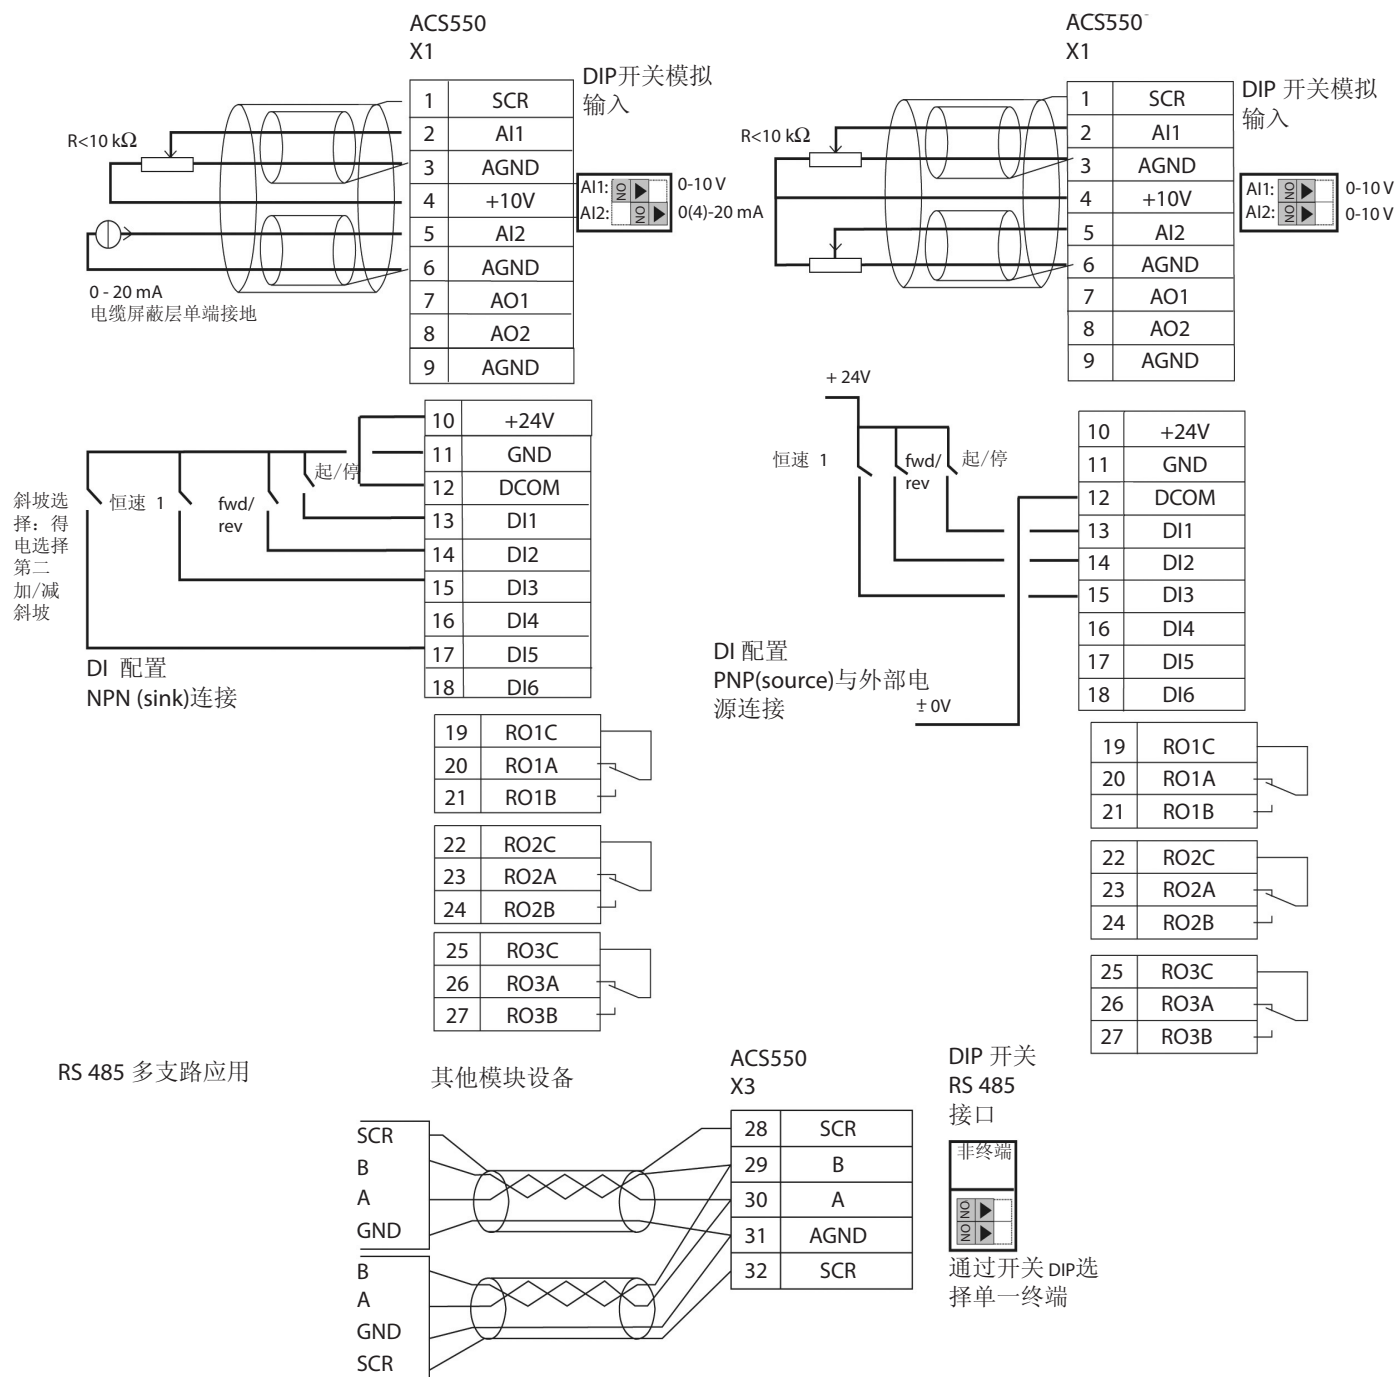 ACS550
X1
DIP开关模拟
输入
1 SCR
2 AI1
3 AGND
4 +10V
5 AI2
6 AGND
7 AO1
8 AO2
9 AGND
R<10 kΩ
AI1: NO 0-10 V
AI2: NO 0(4)-20 mA
0 - 20 mA
电缆屏蔽层单端接地
10 +24V
11 GND
12 DCOM
13 DI1
14 DI2
15 DI3
16 DI4
17 DI5
18 DI6
起/停
fwd/
rev
恒速 1
斜坡选
择：得
电选择
第二
加/减
斜坡
DI 配置
NPN (sink)连接
19 RO1C
20 RO1A
21 RO1B
22 RO2C
23 RO2A
24 RO2B
25 RO3C
26 RO3A
27 RO3B
ACS550
X1
DIP 开关模拟
输入
1 SCR
2 AI1
3 AGND
4 +10V
5 AI2
6 AGND
7 AO1
8 AO2
9 AGND
R<10 kΩ
AI1: NO 0-10 V
AI2: NO 0-10 V
+ 24V
恒速 1
fwd/
rev
起/停
10 +24V
11 GND
12 DCOM
13 DI1
14 DI2
15 DI3
16 DI4
17 DI5
18 DI6
DI 配置
PNP(source)与外部电
源连接
± 0V
19 RO1C
20 RO1A
21 RO1B
22 RO2C
23 RO2A
24 RO2B
25 RO3C
26 RO3A
27 RO3B
RS 485 多支路应用
其他模块设备
SCR
B
A
GND
B
A
GND
SCR
ACS550
X3
28 SCR
29 B
30 A
31 AGND
32 SCR
DIP 开关
RS 485
接口
非终端
NO
NO
通过开关 DIP选
择单一终端